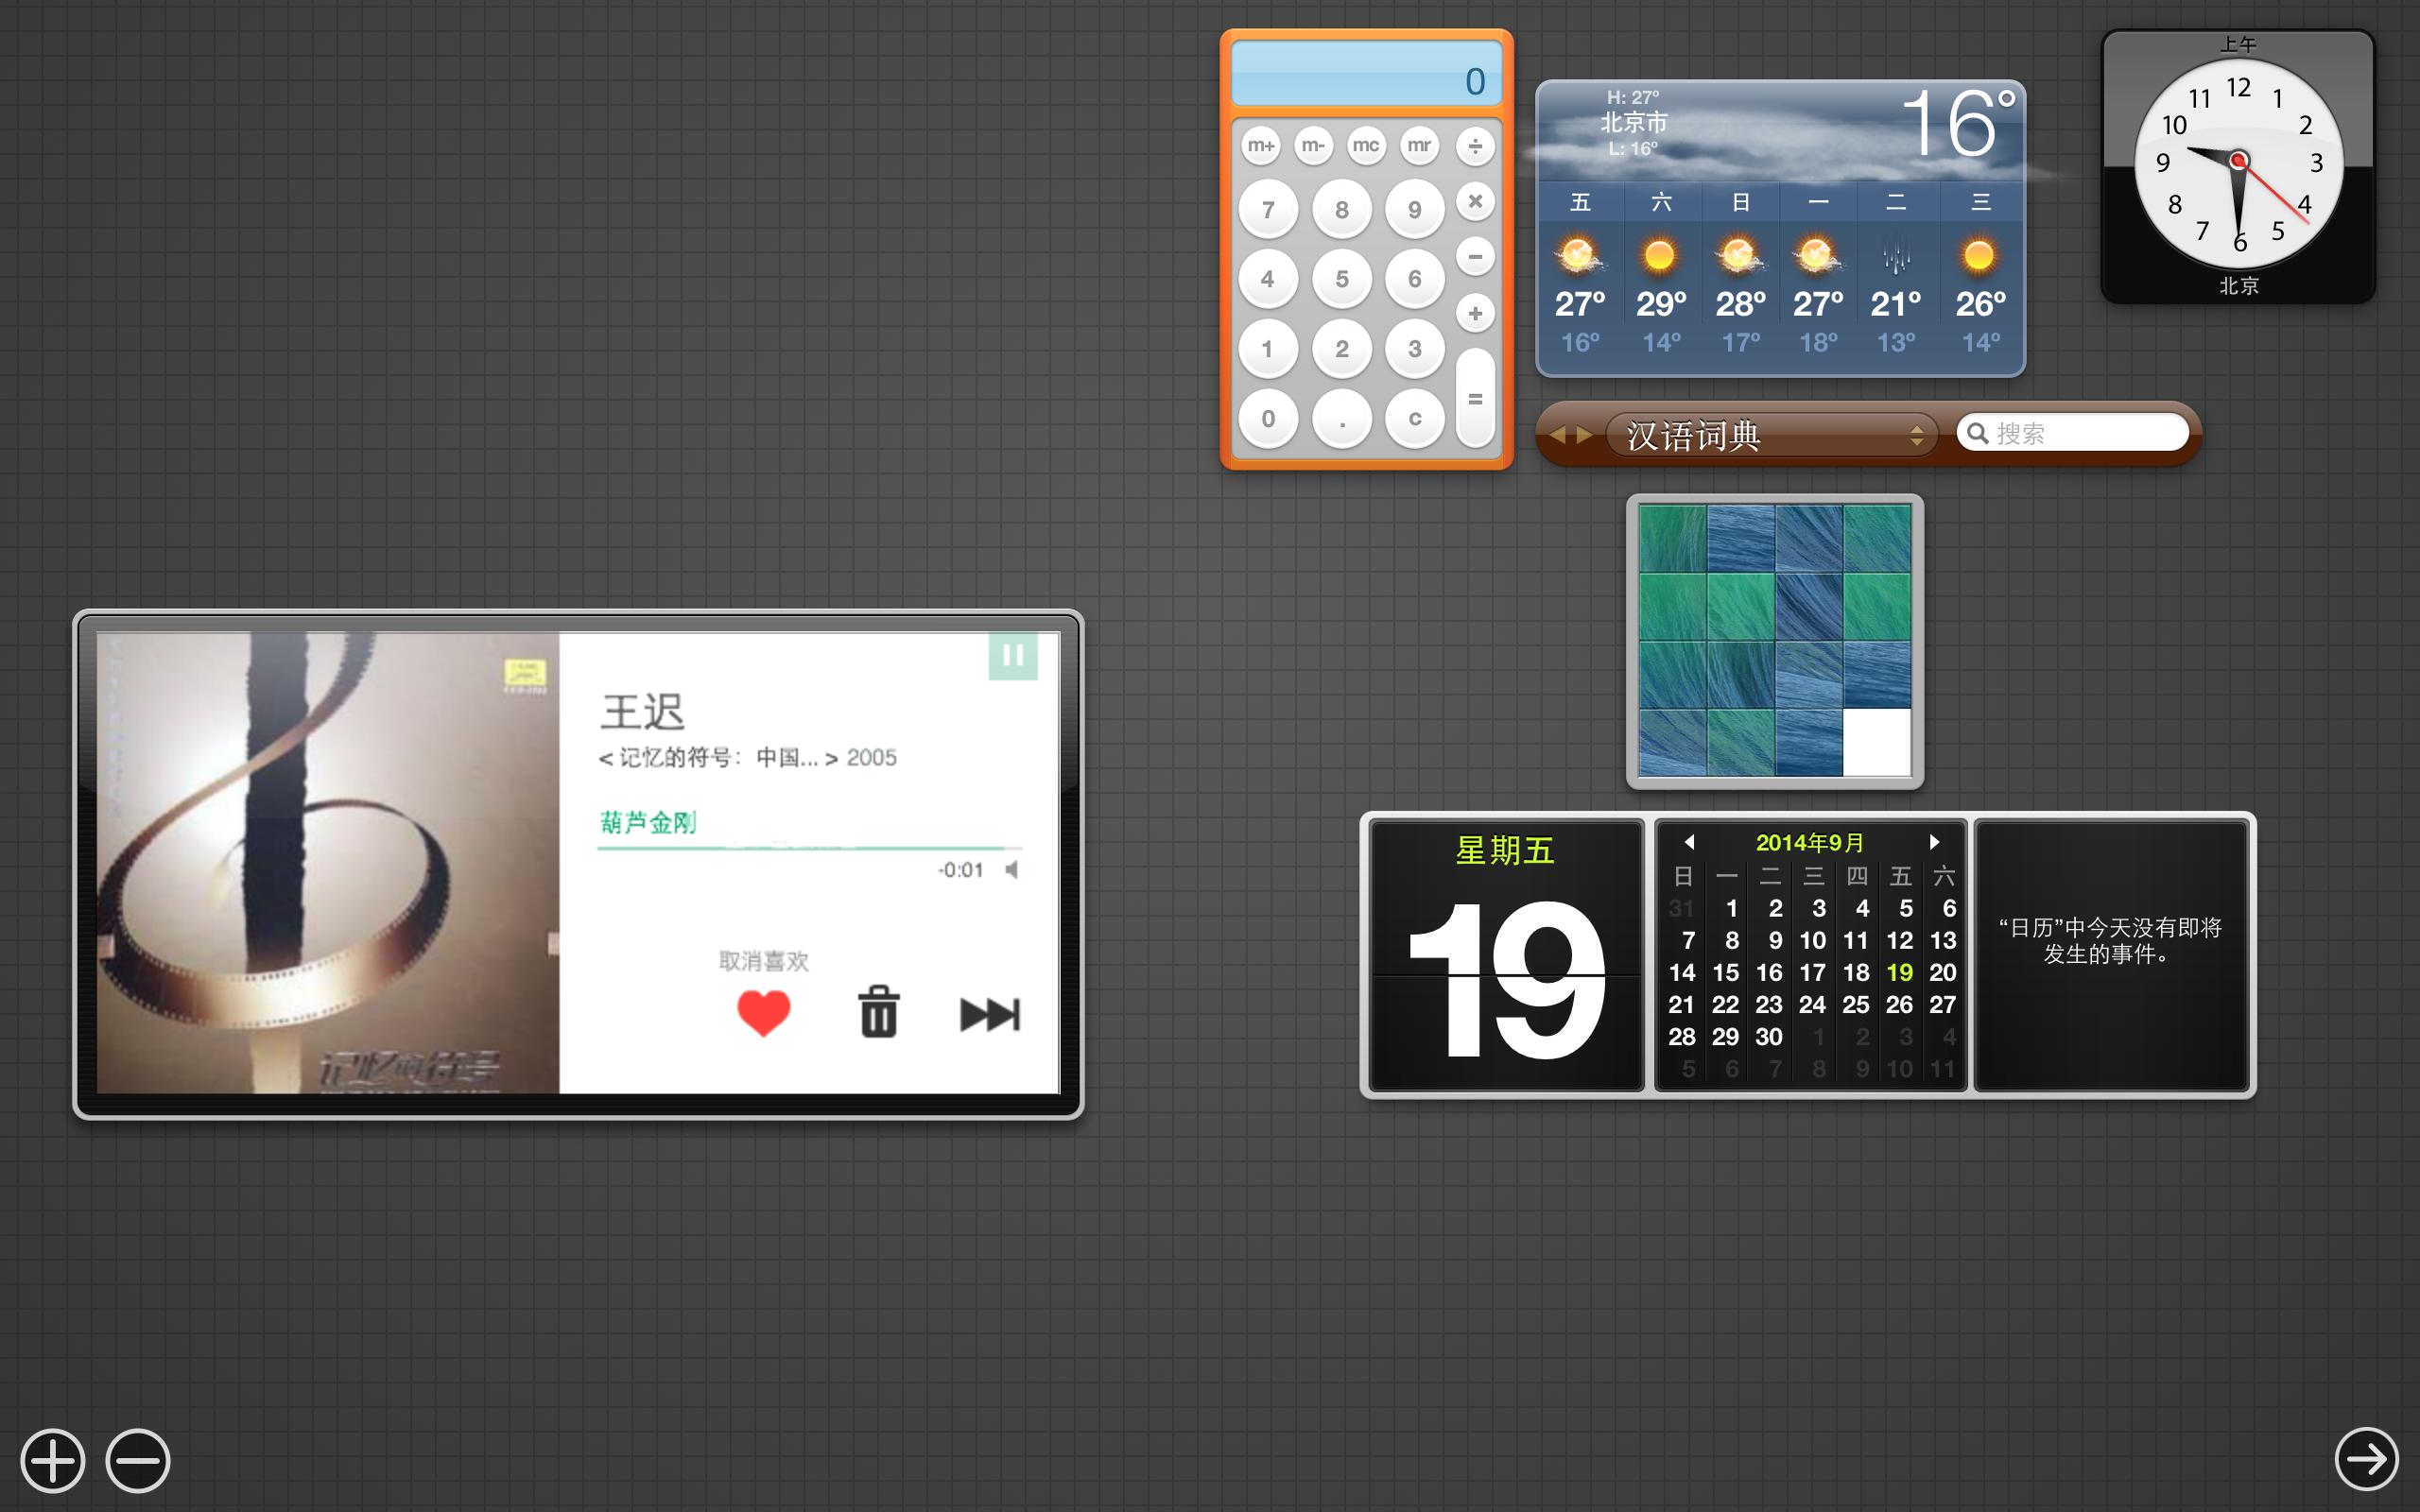 0
m+ m- mc mr ÷
7 8 9 ×
4 5 6 −
1 2 3 +
0 . c =
H: 27°
北京市
L: 16°
16°
五 六 日 一 二 三
27° 29° 28° 27° 21° 26°
16° 14° 17° 18° 13° 14°
上午
12
11 1
10 2
9 3
8 4
7 5
6
北京
汉语词典
搜索
王迟
< 记忆的符号：中国... > 2005
葫芦金刚
-0:01
取消喜欢
记忆的符号
星期五
19
2014年9月
日 一 二 三 四 五 六
31 1 2 3 4 5 6
7 8 9 10 11 12 13
14 15 16 17 18 19 20
21 22 23 24 25 26 27
28 29 30 1 2 3 4
5 6 7 8 9 10 11
“日历”中今天没有即将
发生的事件。